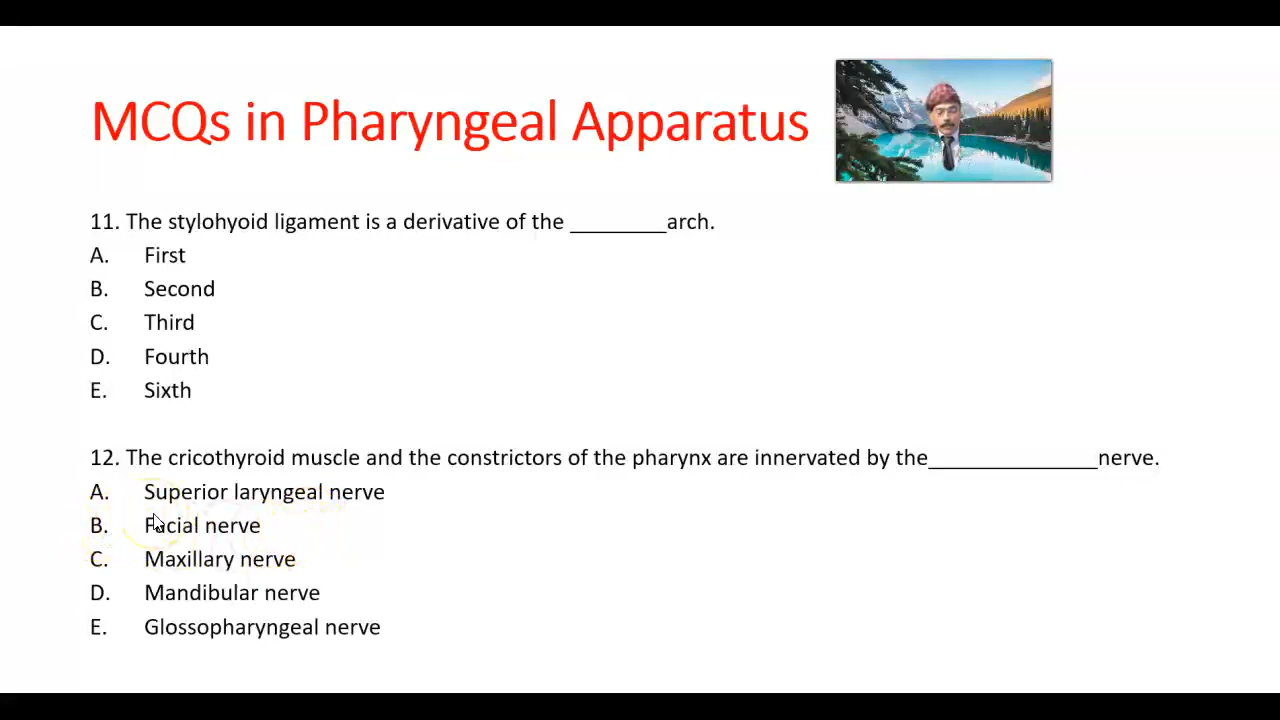 MCQs in Pharyngeal Apparatus
11. The stylohyoid ligament is a derivative of the ________arch.
A. First
B. Second
C. Third
D. Fourth
E. Sixth
12. The cricothyroid muscle and the constrictors of the pharynx are innervated by the______________nerve.
A. Superior laryngeal nerve
B. Facial nerve
C. Maxillary nerve
D. Mandibular nerve
E. Glossopharyngeal nerve